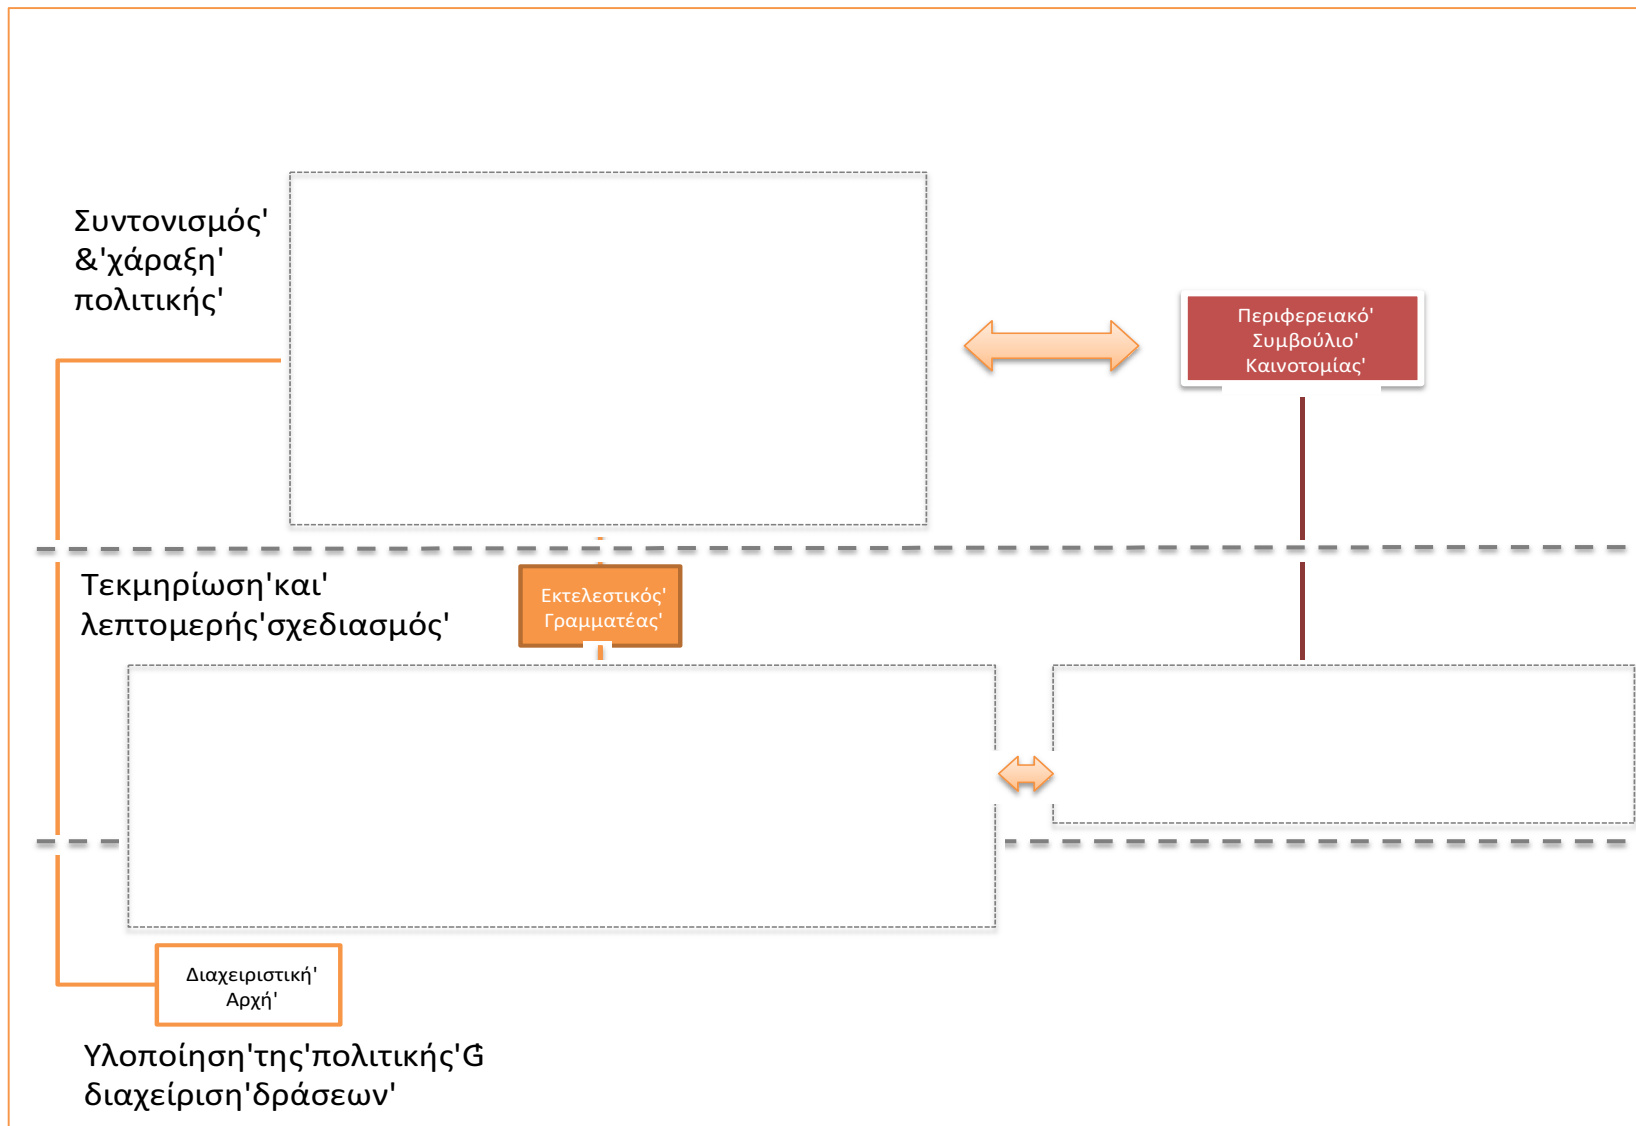 Συντονισμός'
&'χάραξη'
πολιτικής'
Περιφερειακό'
Συμβούλιο'
Καινοτομίας'
Τεκμηρίωση'και'
λεπτομερής'σχεδιασμός'
Εκτελεστικός'
Γραμματέας'
Διαχειριστική'
Αρχή'
Υλοποίηση'της'πολιτικής'
διαχείριση'δράσεων'